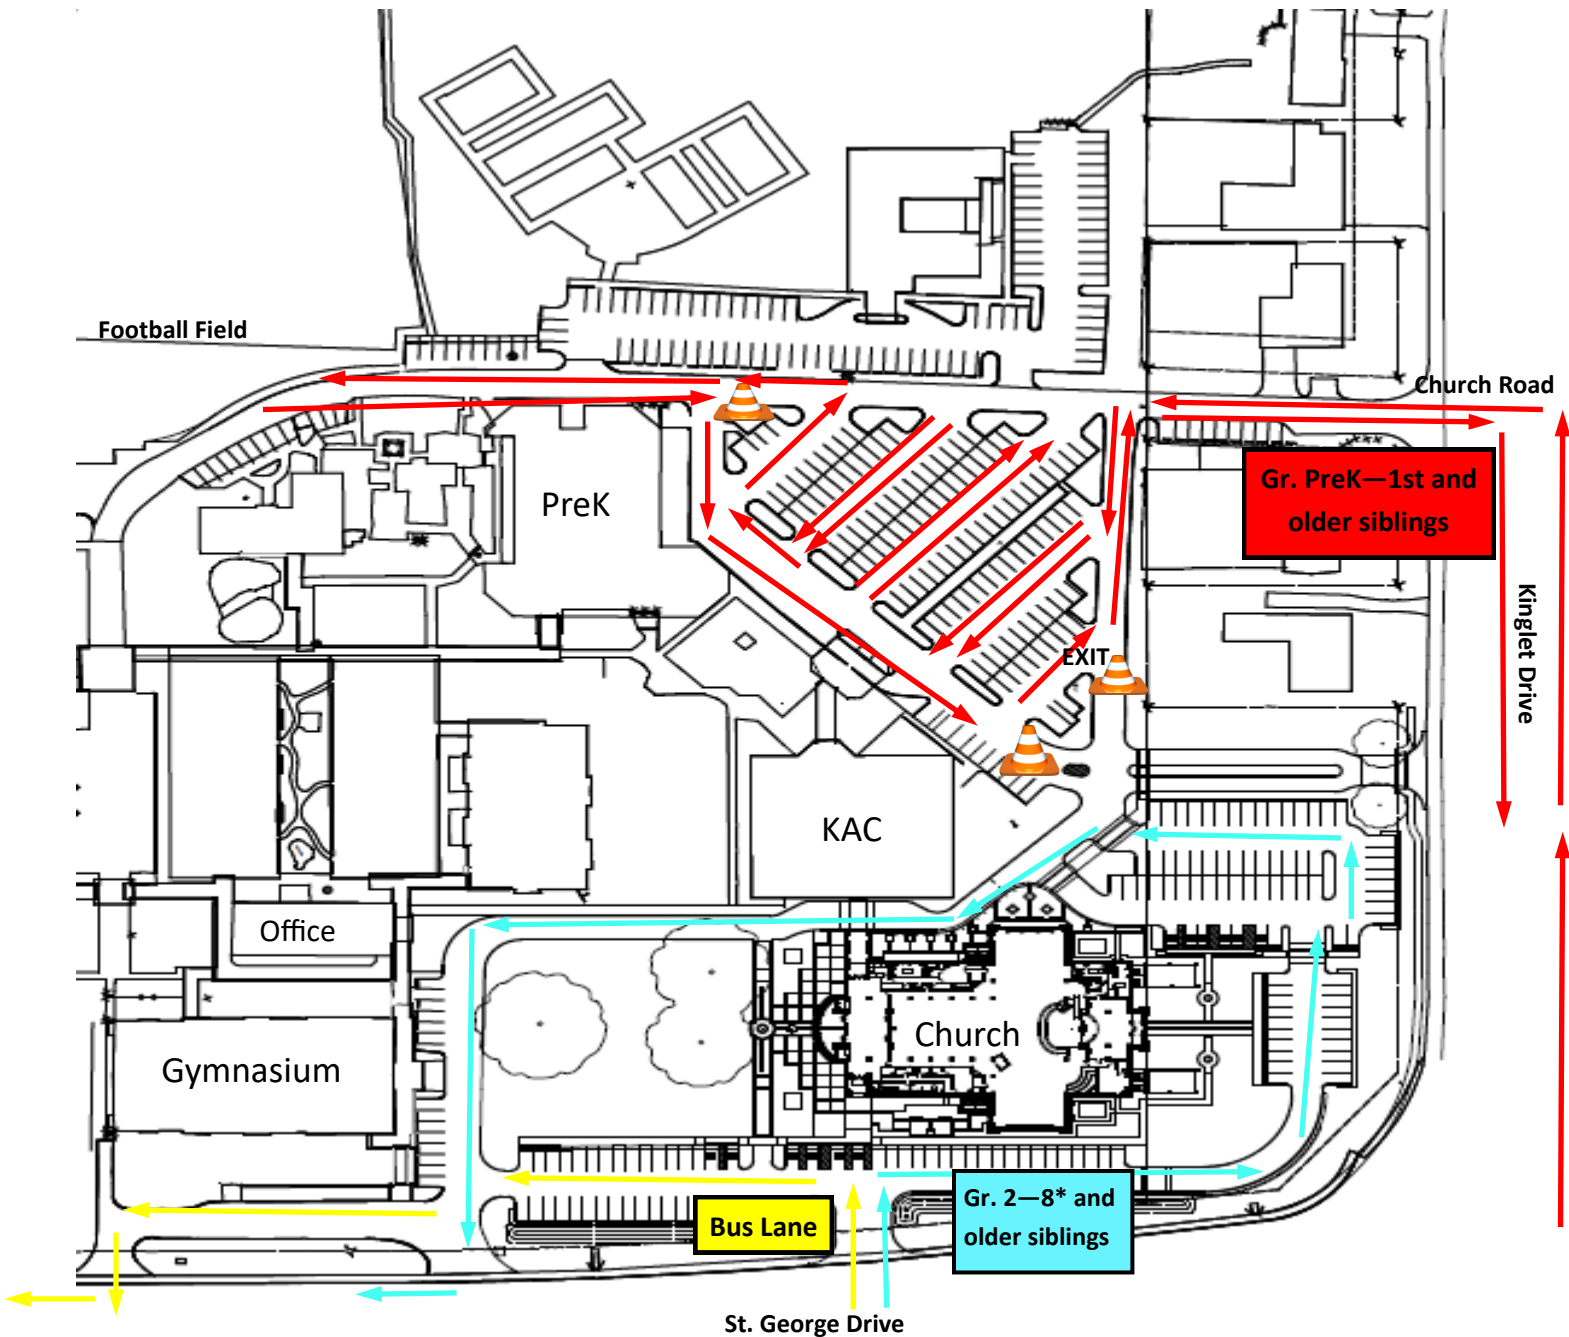 Football Field
Church Road
Gr. PreK—1st and
older siblings
PreK
Kinglet Drive
EXIT
KAC
Office
Church
Gymnasium
Gr. 2—8* and
older siblings
Bus Lane
St. George Drive